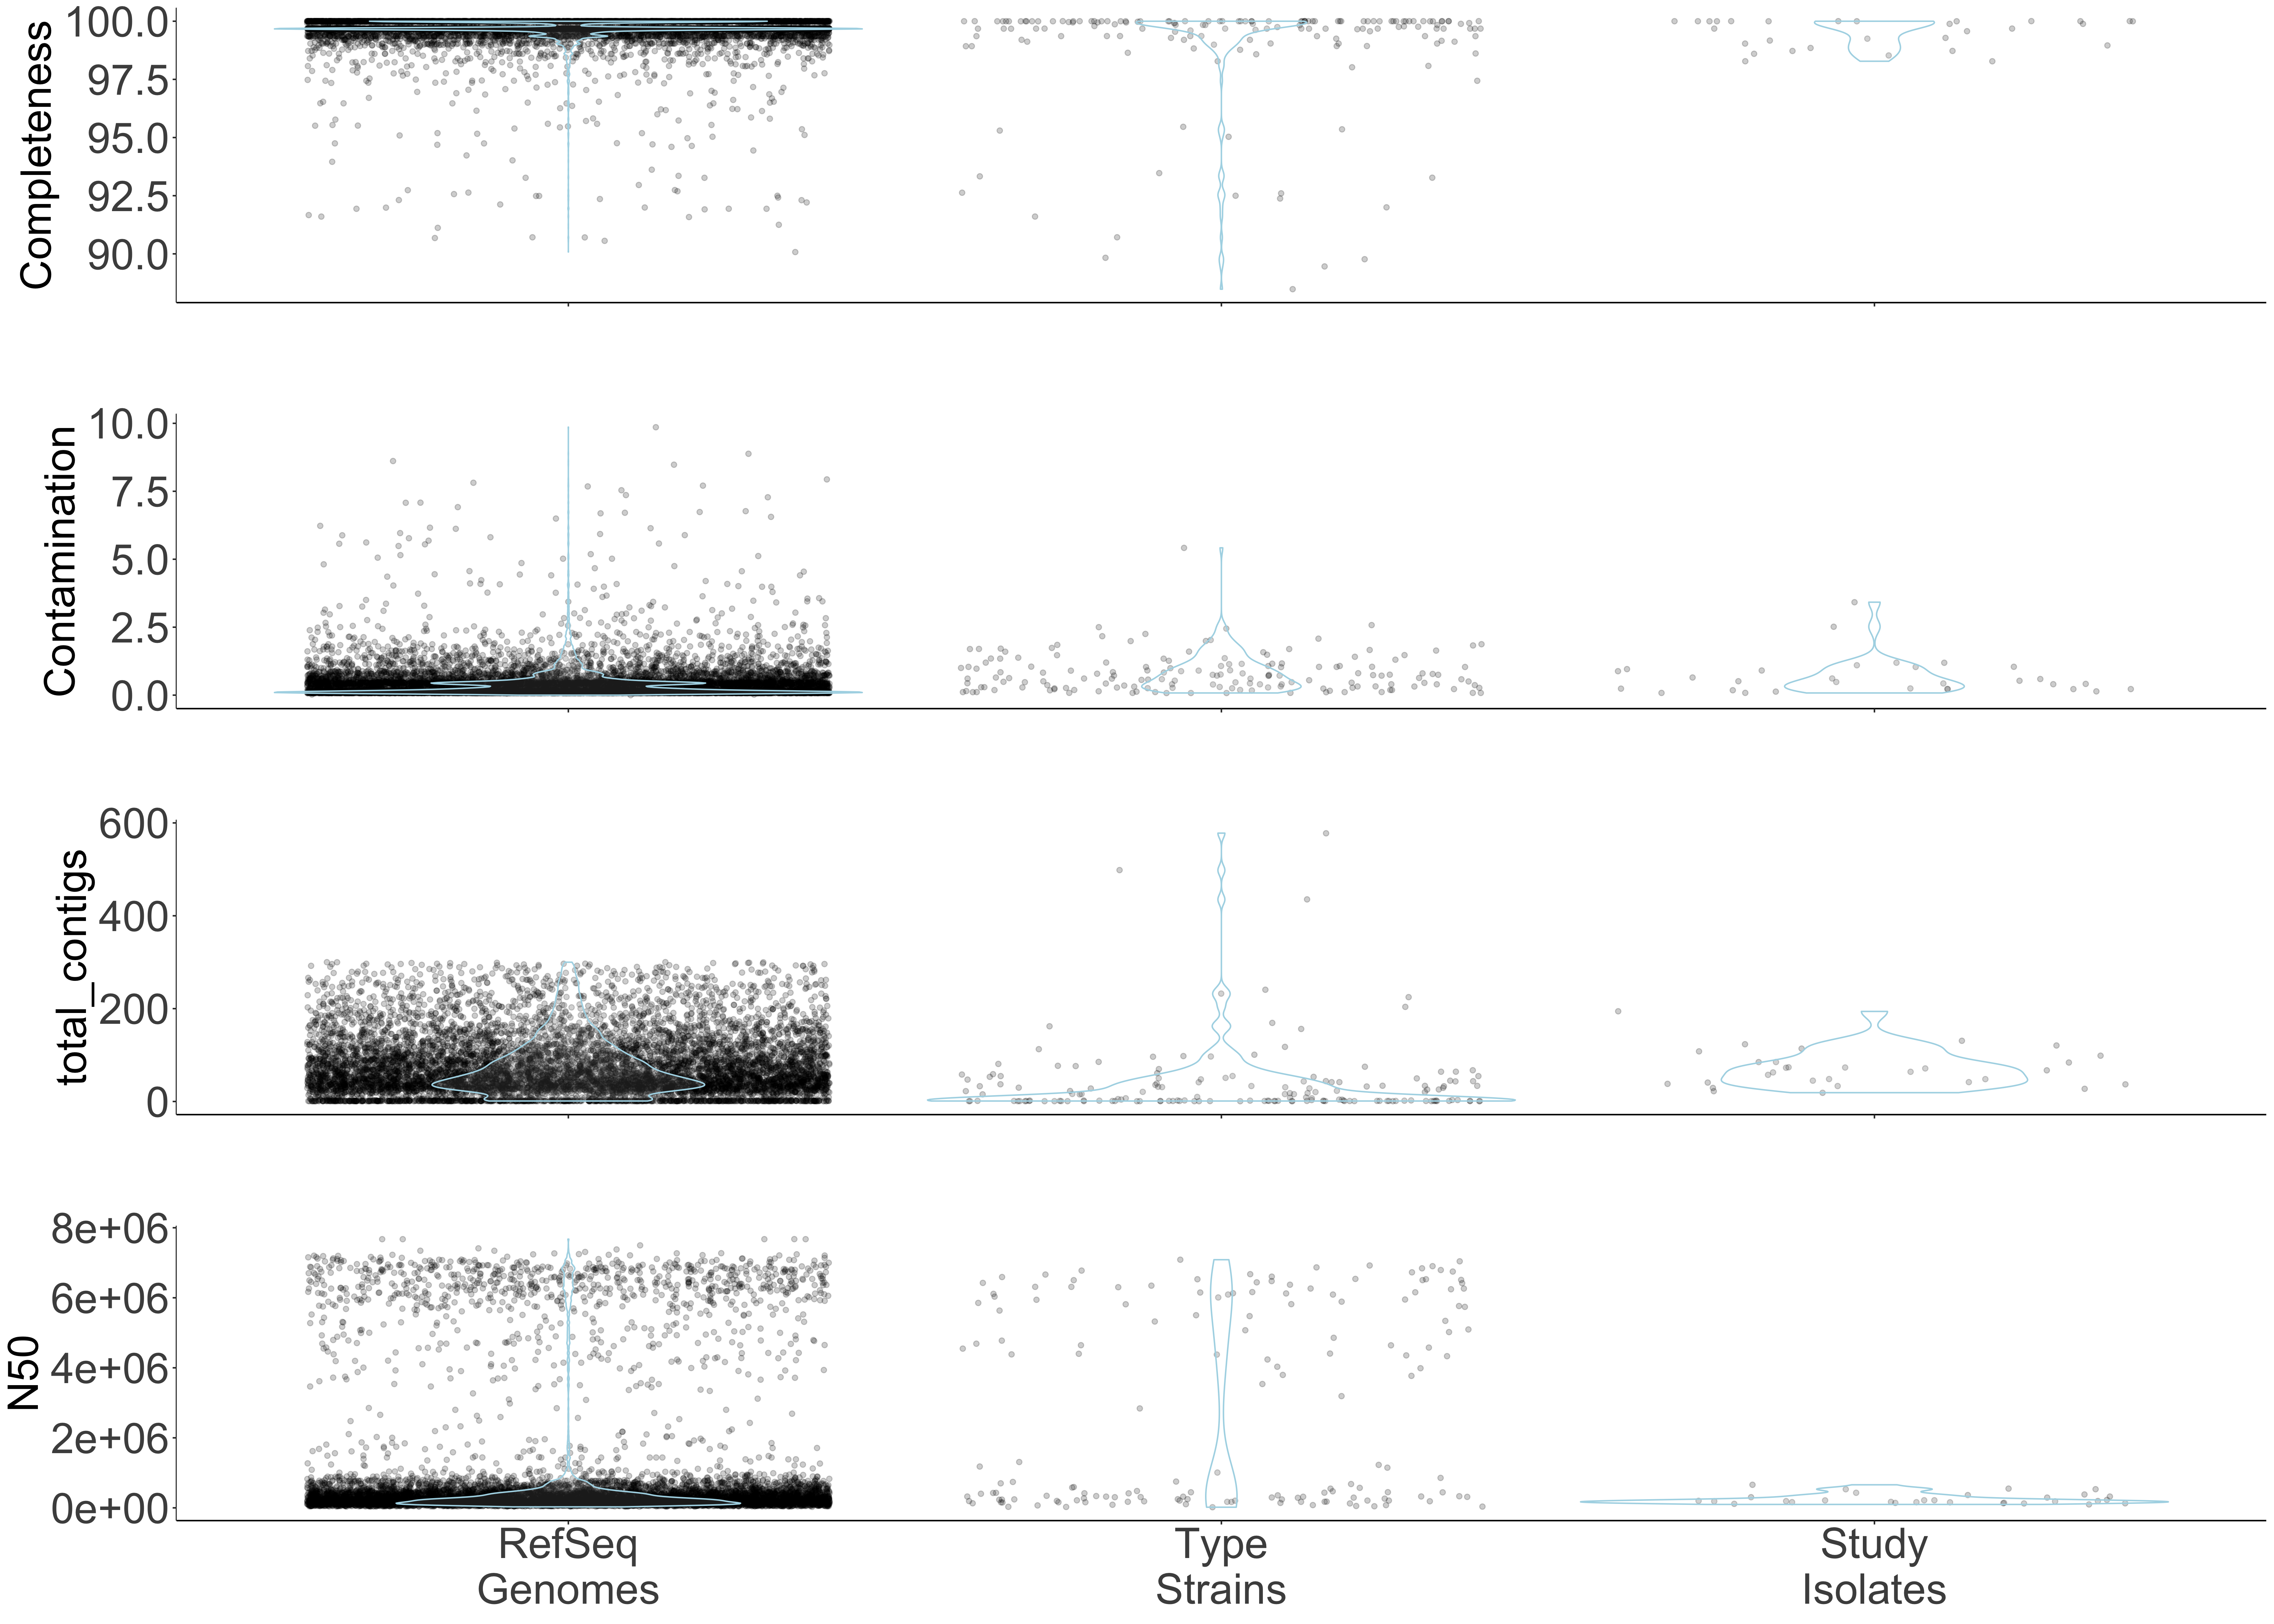 Completeness
100.0
97.5
95.0
92.5
90.0
Contamination
10.0
7.5
5.0
2.5
0.0
total_contigs
600
400
200
0
N50
8e+06
6e+06
4e+06
2e+06
0e+00
RefSeq
Genomes
Type
Strains
Study
Isolates